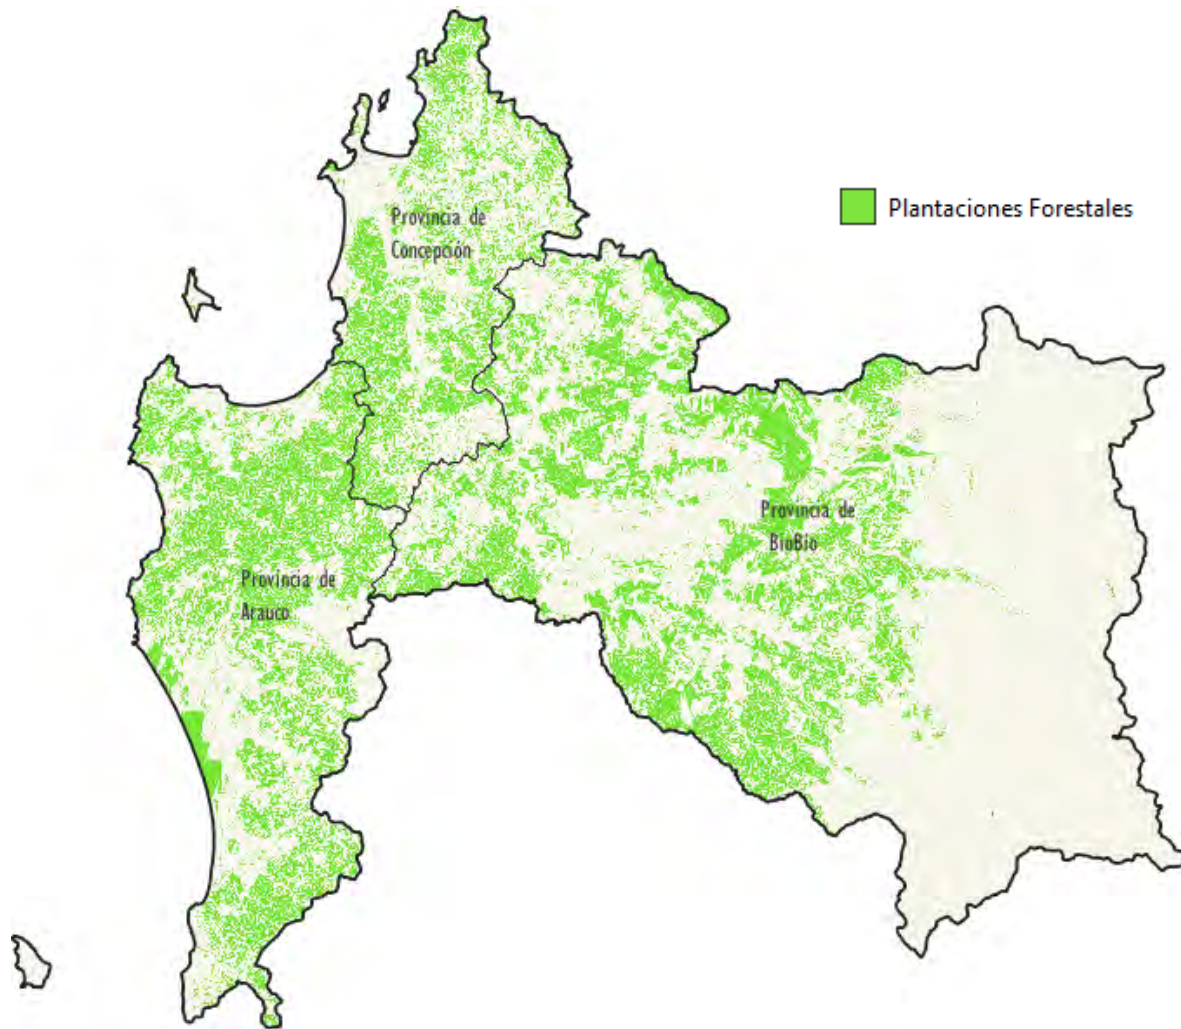 Provincia de
Concepción
Plantaciones Forestales
Provincia de
BioBio
Provincia de
Arauco